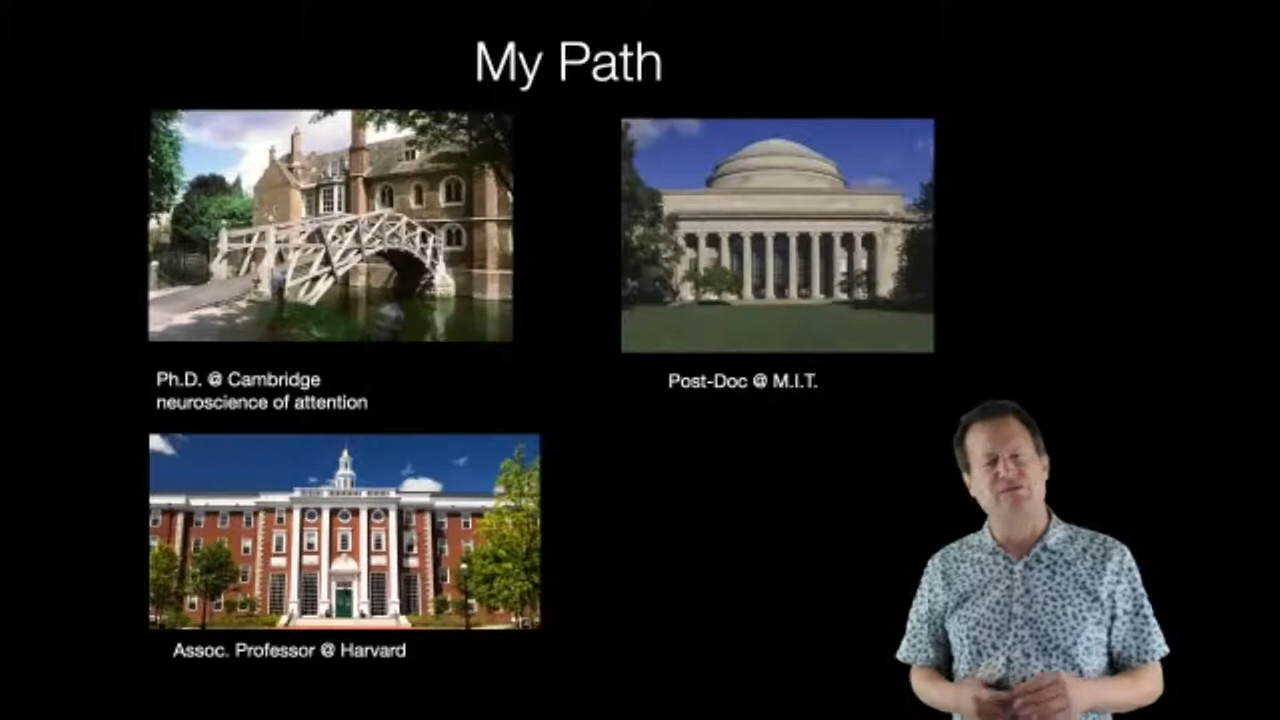 My Path
Ph.D. @ Cambridge
neuroscience of attention
Post-Doc @ M.I.T.
Assoc. Professor @ Harvard